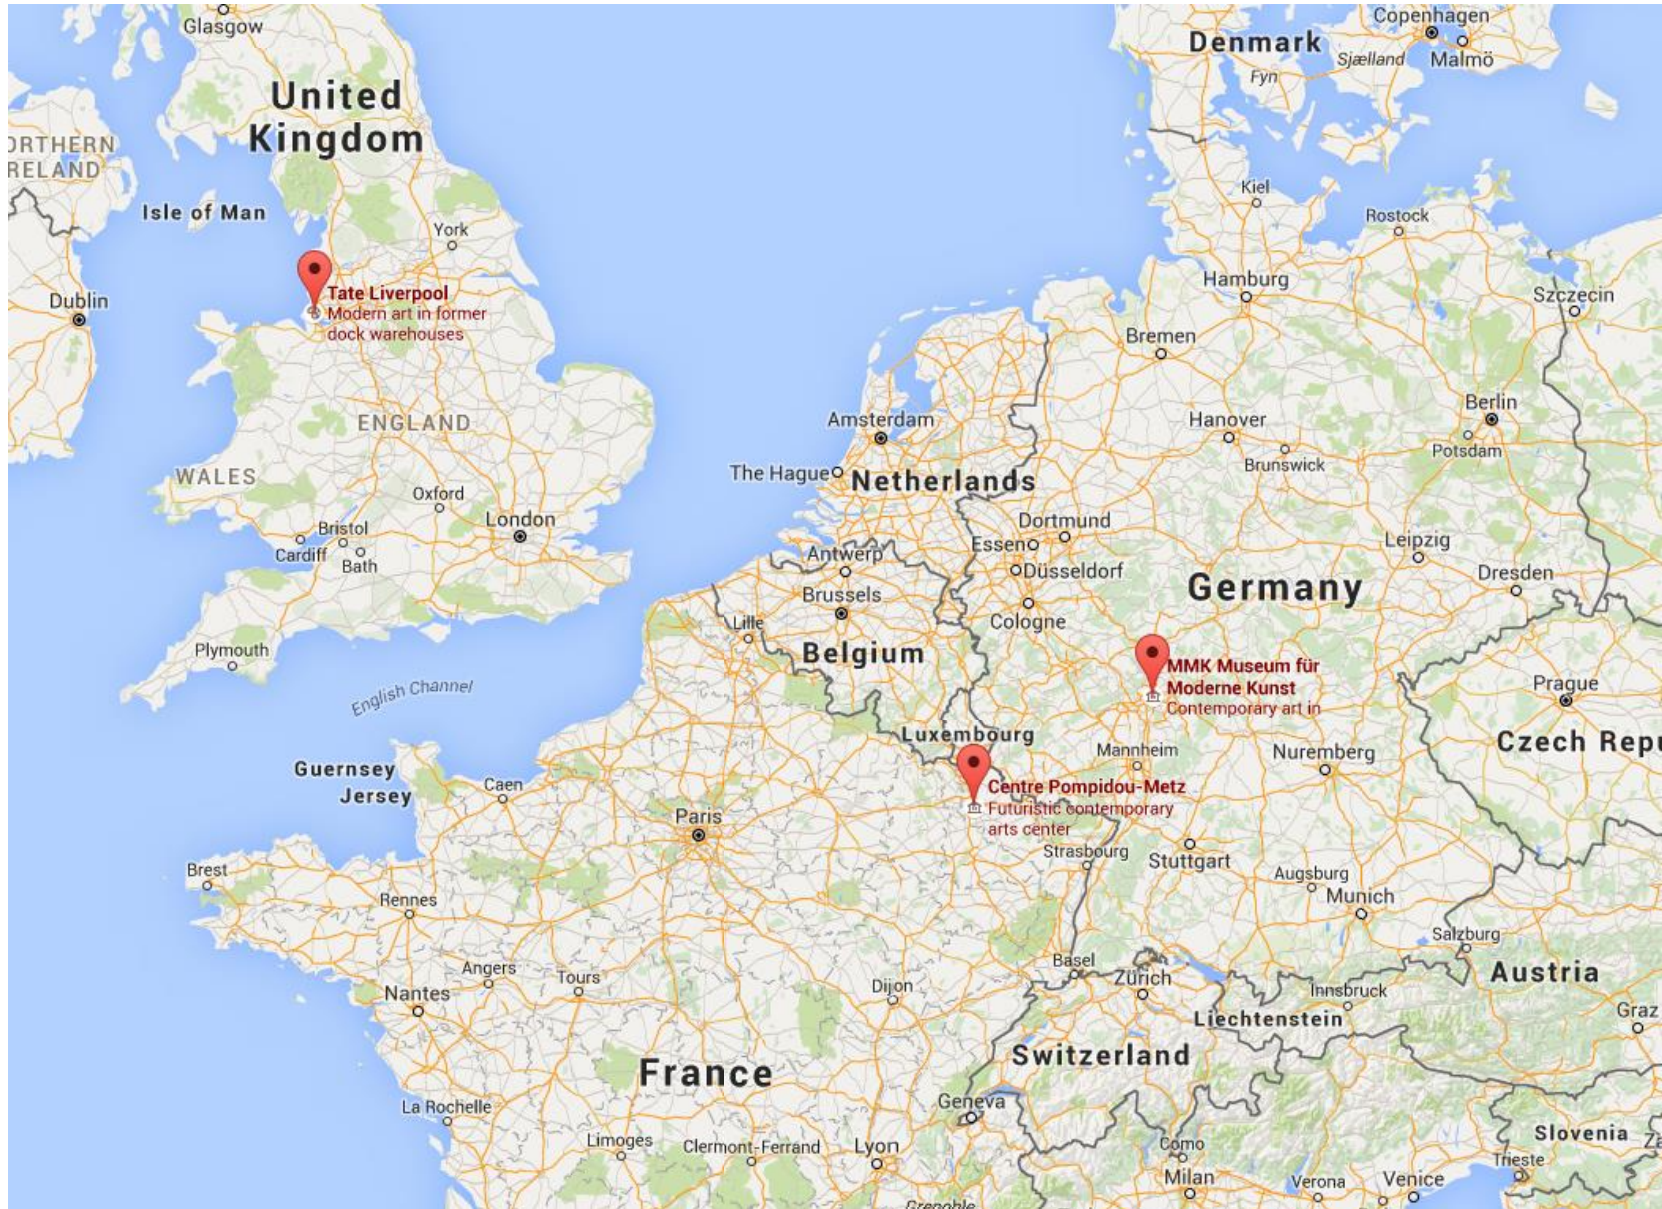 Glasgow
United
Kingdom
ORTHERN
RELAND
Isle of Man
York
Dublin
Tate Liverpool
Modern art in former
dock warehouses
ENGLAND
WALES
Oxford
London
Bristol
Cardiff
Bath
Plymouth
English Channel
Guernsey
Jersey
Denmark
Copenhagen
Sjælland
Malmö
Fyn
Kiel
Rostock
Hamburg
Szczecin
Bremen
Amsterdam
Hanover
Berlin
Potsdam
Brunswick
The Hague
Netherlands
Dortmund
Essen
Leipzig
Antwerp
Düsseldorf
Dresden
Germany
Brussels
Cologne
Lille
Belgium
MMK Museum für
Moderne Kunst
Contemporary art in
Prague
Czech Repu
Luxembourg
Mannheim
Nuremberg
Centre Pompidou-Metz
Futuristic contemporary
arts center
Caen
Paris
Strasbourg
Stuttgart
Brest
Augsburg
Munich
Rennes
Salzburg
Basel
Zürich
Austria
Angers
Tours
Nantes
Dijon
Innsbruck
Liechtenstein
Graz
Switzerland
France
La Rochelle
Geneva
Limoges
Clermont-Ferrand
Lyon
Como
Slovenia
Za
Trieste
Milan
Verona
Venice
Grenoble